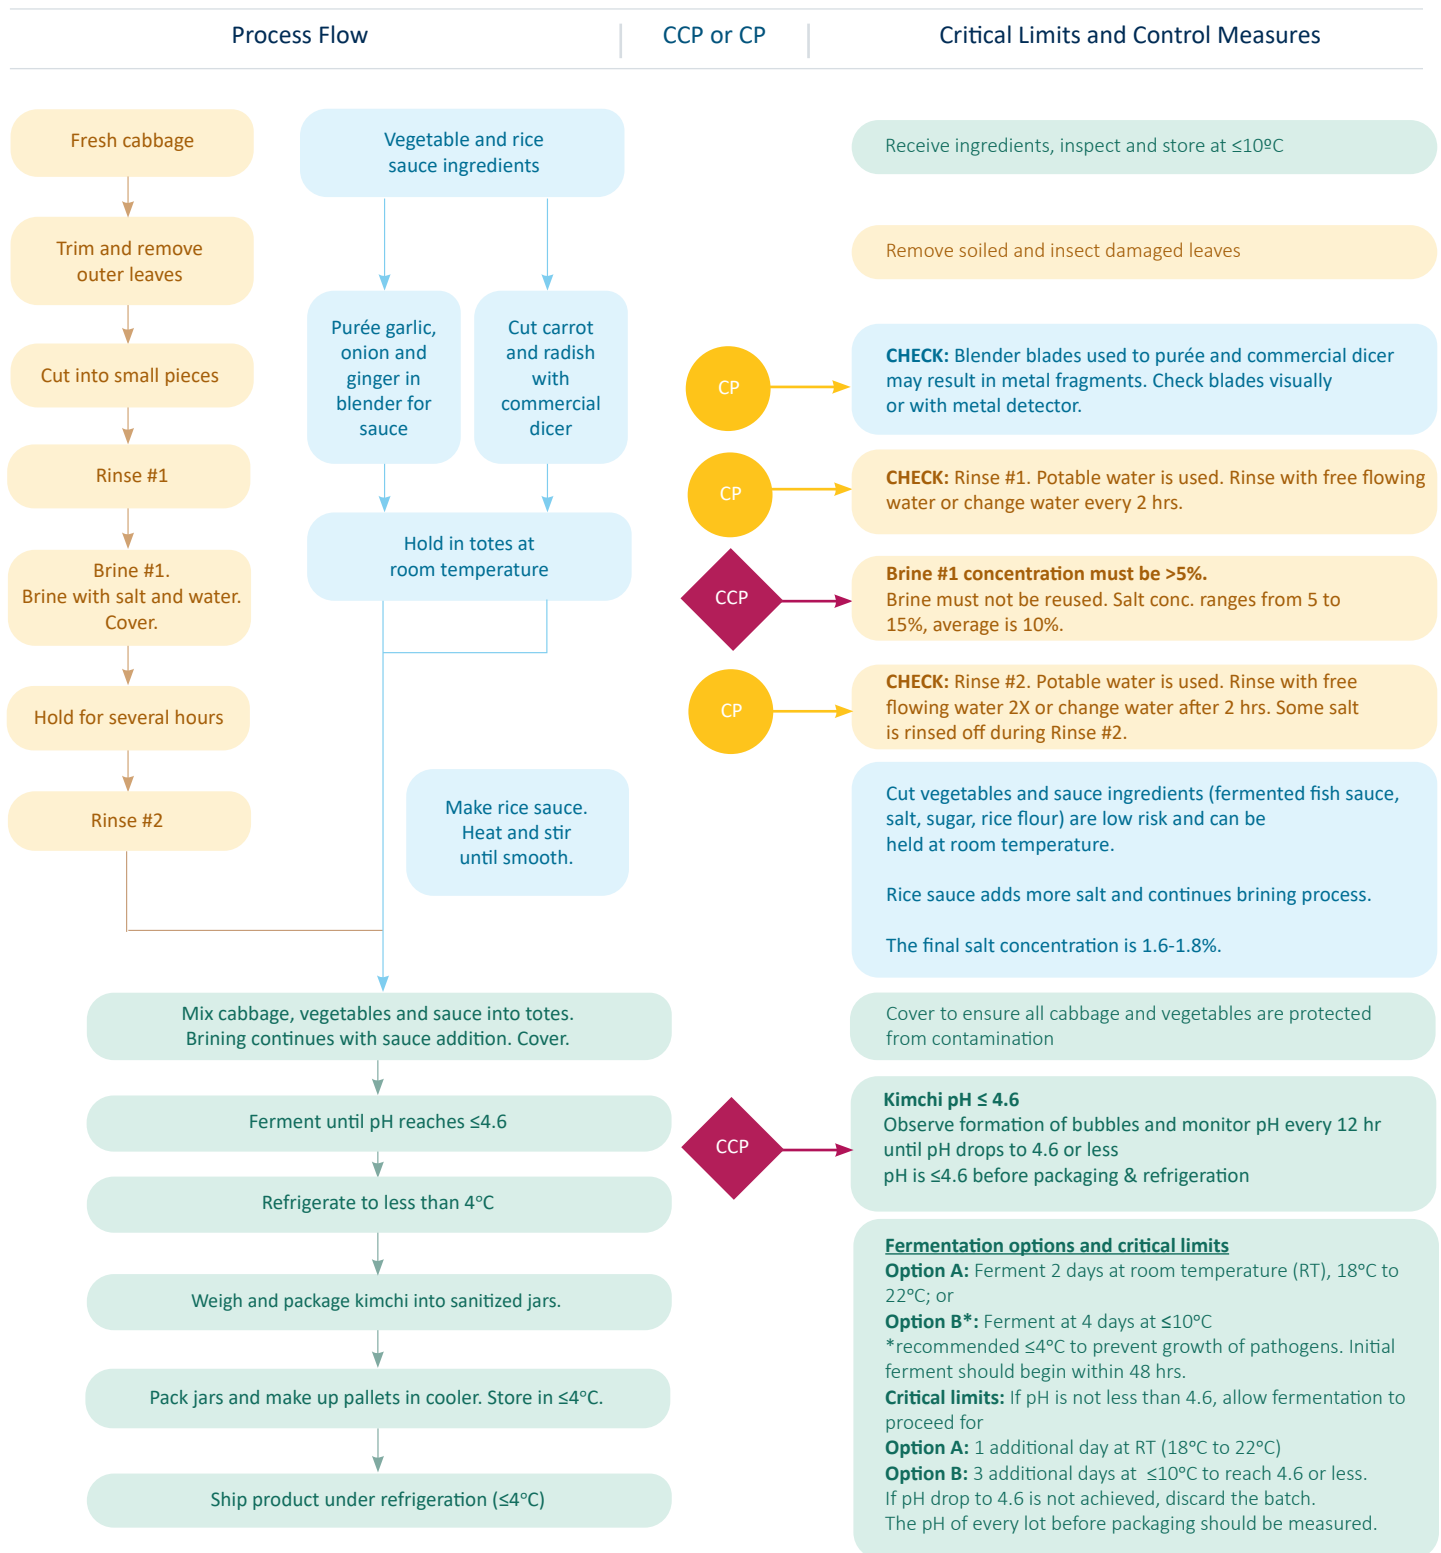 Process Flow
CCP or CP
Critical Limits and Control Measures
Fresh cabbage
Trim and remove
outer leaves
Cut into small pieces
Rinse #1
Brine #1.
Brine with salt and water.
Cover.
Hold for several hours
Rinse #2
Vegetable and rice
sauce ingredients
Purée garlic,
onion and
ginger in
blender for
sauce
Cut carrot
and radish
with
commercial
dicer
Hold in totes at
room temperature
Make rice sauce.
Heat and stir
until smooth.
Mix cabbage, vegetables and sauce into totes.
Brining continues with sauce addition. Cover.
Ferment until pH reaches ≤4.6
Refrigerate to less than 4°C
Weigh and package kimchi into sanitized jars.
Pack jars and make up pallets in cooler. Store in ≤4°C.
Ship product under refrigeration (≤4°C)
CP
CP
CCP
CP
CCP
Receive ingredients, inspect and store at ≤10ºC
Remove soiled and insect damaged leaves
CHECK: Blender blades used to purée and commercial dicer
may result in metal fragments. Check blades visually
or with metal detector.
CHECK: Rinse #1. Potable water is used. Rinse with free flowing
water or change water every 2 hrs.
Brine #1 concentration must be >5%.
Brine must not be reused. Salt conc. ranges from 5 to
15%, average is 10%.
CHECK: Rinse #2. Potable water is used. Rinse with free
flowing water 2X or change water after 2 hrs. Some salt
is rinsed off during Rinse #2.
Cut vegetables and sauce ingredients (fermented fish sauce,
salt, sugar, rice flour) are low risk and can be
held at room temperature.
Rice sauce adds more salt and continues brining process.
The final salt concentration is 1.6-1.8%.
Cover to ensure all cabbage and vegetables are protected
from contamination
Kimchi pH ≤ 4.6
Observe formation of bubbles and monitor pH every 12 hr
until pH drops to 4.6 or less
pH is ≤4.6 before packaging & refrigeration
Fermentation options and critical limits
Option A: Ferment 2 days at room temperature (RT), 18°C to
22°C; or
Option B*: Ferment at 4 days at ≤10°C
*recommended ≤4°C to prevent growth of pathogens. Initial
ferment should begin within 48 hrs.
Critical limits: If pH is not less than 4.6, allow fermentation to
proceed for
Option A: 1 additional day at RT (18°C to 22°C)
Option B: 3 additional days at ≤10°C to reach 4.6 or less.
If pH drop to 4.6 is not achieved, discard the batch.
The pH of every lot before packaging should be measured.